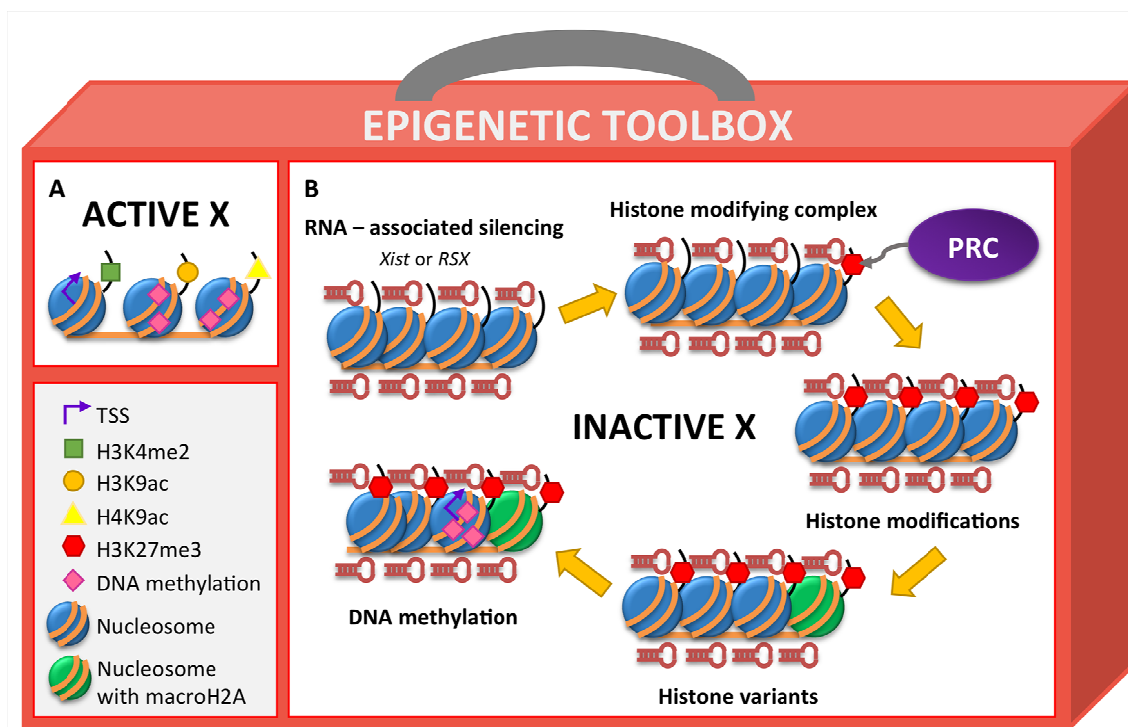 EPIGENETIC TOOLBOX
A
ACTIVE X
TSS
H3K4me2
H3K9ac
H4K9ac
H3K27me3
DNA methylation
Nucleosome
Nucleosome
with macroH2A
B
RNA – associated silencing
Xist or RSX
Histone modifying complex
PRC
INACTIVE X
Histone modifications
Histone variants
DNA methylation